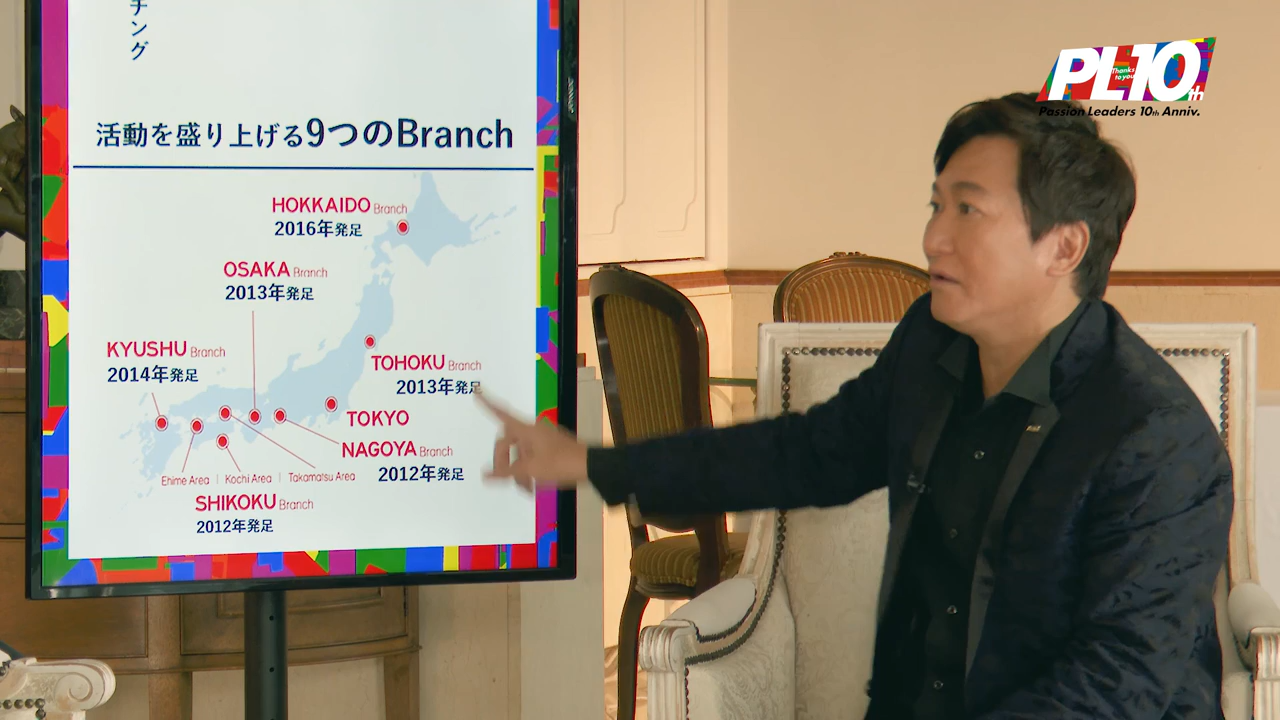 チング
活動を盛り上げる9つのBranch
HOKKAIDO Branch
2016年発足
OSAKA Branch
2013年発足
KYUSHU Branch
2014年発足
TOHOKU Branch
2013年発足
TOKYO
NAGOYA Branch
2012年発足
Ehime Area | Kochi Area | Takamatsu Area
SHIKOKU Branch
2012年発足
PL10th
Thanks to you
Passion Leaders 10th Anniv.